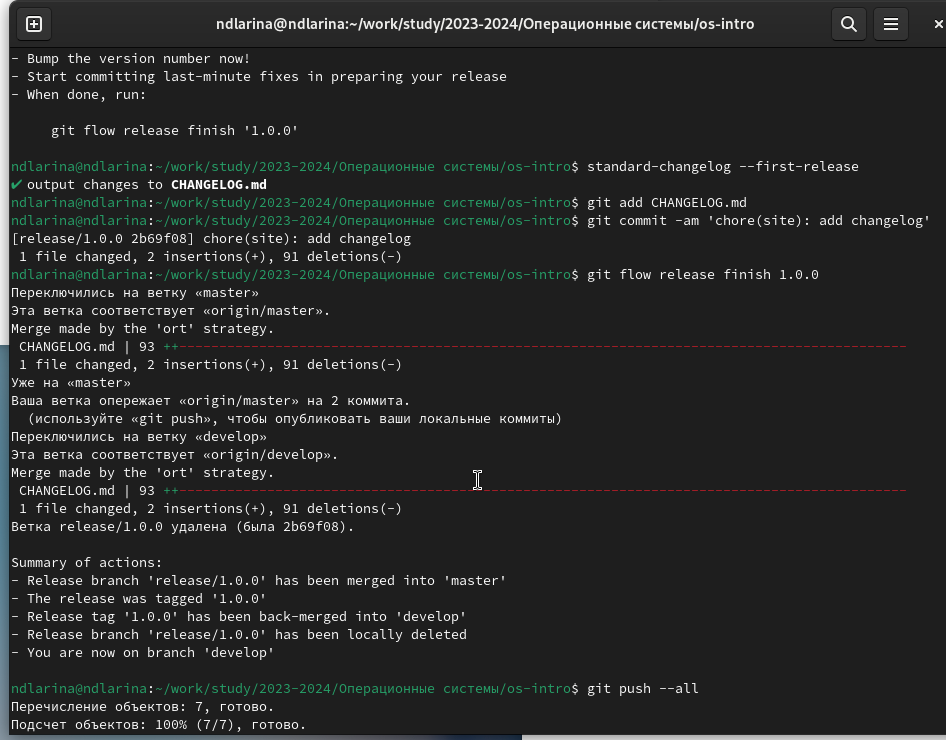 ndlarina@ndlarina:~/work/study/2023-2024/Операционные системы/os-intro
- Bump the version number now!
- Start committing last-minute fixes in preparing your release
- When done, run:
git flow release finish '1.0.0'
ndlarina@ndlarina:~/work/study/2023-2024/Операционные системы/os-intro$ standard-changelog --first-release
✔ output changes to CHANGELOG.md
ndlarina@ndlarina:~/work/study/2023-2024/Операционные системы/os-intro$ git add CHANGELOG.md
ndlarina@ndlarina:~/work/study/2023-2024/Операционные системы/os-intro$ git commit -am 'chore(site): add changelog'
[release/1.0.0 2b69f08] chore(site): add changelog
1 file changed, 2 insertions(+), 91 deletions(-)
ndlarina@ndlarina:~/work/study/2023-2024/Операционные системы/os-intro$ git flow release finish 1.0.0
Переключились на ветку «master»
Эта ветка соответствует «origin/master».
Merge made by the 'ort' strategy.
CHANGELOG.md | 93 ++-------------------------------------------------------------------------------------------
1 file changed, 2 insertions(+), 91 deletions(-)
Уже на «master»
Ваша ветка опережает «origin/master» на 2 коммита.
(используйте «git push», чтобы опубликовать ваши локальные коммиты)
Переключились на ветку «develop»
Эта ветка соответствует «origin/develop».
Merge made by the 'ort' strategy.
CHANGELOG.md | 93 ++-------------------------------------------------------------------------------------------
1 file changed, 2 insertions(+), 91 deletions(-)
Ветка release/1.0.0 удалена (была 2b69f08).
Summary of actions:
- Release branch 'release/1.0.0' has been merged into 'master'
- The release was tagged '1.0.0'
- Release tag '1.0.0' has been back-merged into 'develop'
- Release branch 'release/1.0.0' has been locally deleted
- You are now on branch 'develop'
ndlarina@ndlarina:~/work/study/2023-2024/Операционные системы/os-intro$ git push --all
Перечисление объектов: 7, готово.
Подсчет объектов: 100% (7/7), готово.